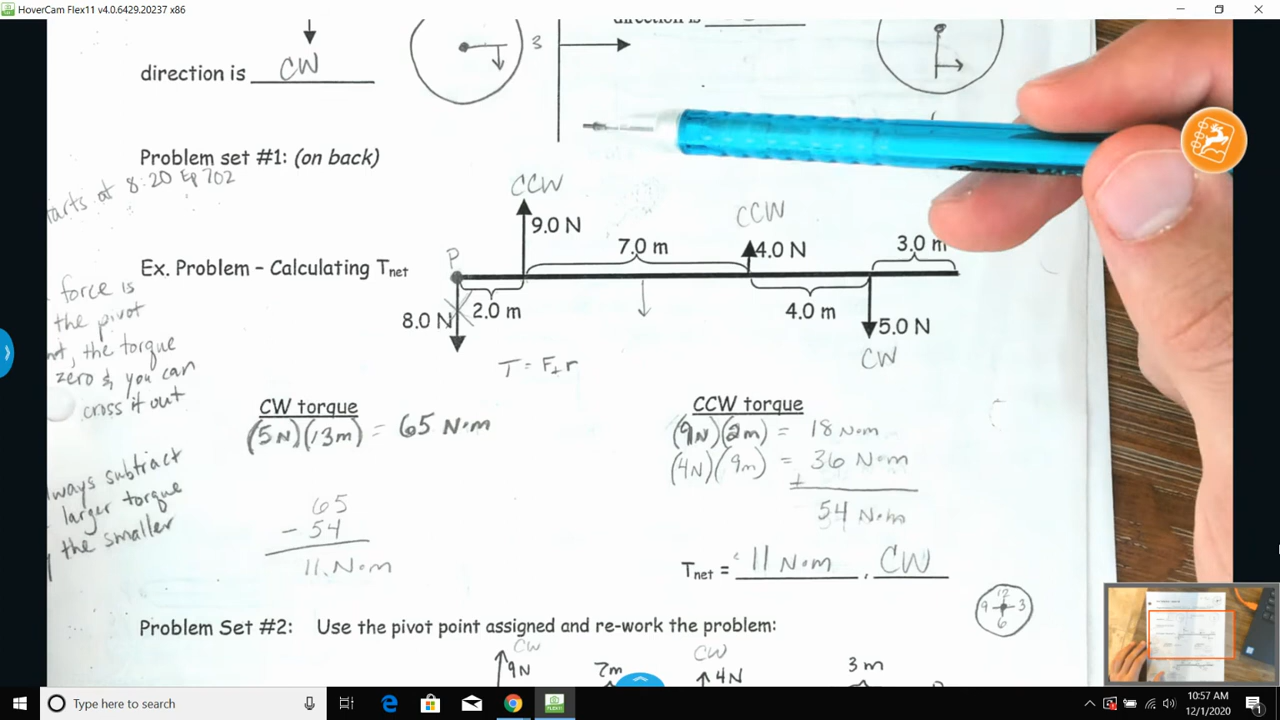 HoverCam Flex11 v4.0.6429.20237 x86
direction is CW
3
Problem set #1: (on back)
starts at 8:20 Ep 702
Ex. Problem – Calculating Tnet
P
CCW
9.0 N
7.0 m
CCW
4.0 N
3.0 m
8.0 N
2.0 m
4.0 m
5.0 N
CW
T = F⊥r
force is
the pivot
the torque
zero &, you can
cross it out
always subtract
larger torque
the smaller
CW torque
(5N)(13m) = 65 N·m
65
- 54
11 N·m
CCW torque
(9N)(2m) = 18 N·m
(4N)(9m) = 36 N·m
+
54 N·m
Tnet = 11 N·m, CW
12
9 3
6
Problem Set #2: Use the pivot point assigned and re-work the problem:
CW
9N
7m
CW
4N
3m
Type here to search
FLEX11
10:57 AM
12/1/2020
1